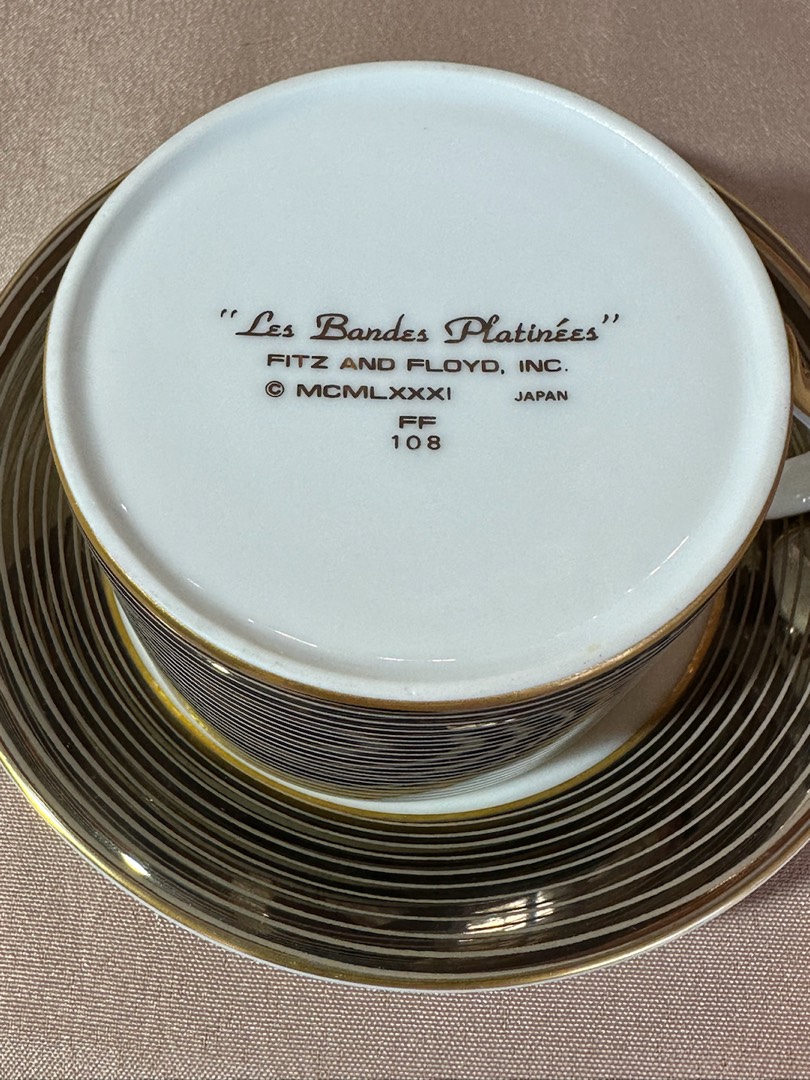 "Les Bandes Platinées"
FITZ AND FLOYD, INC.
© MCMLXXXI JAPAN
FF
108